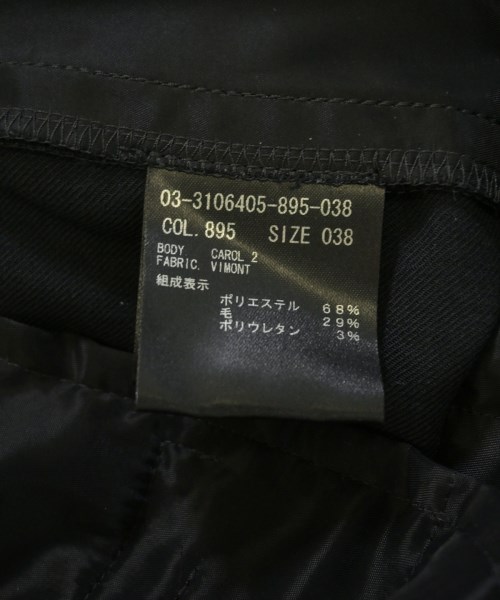 03-3106405-895-038
COL. 895 SIZE 038
BODY CAROL 2
FABRIC. VIMONT
組成表示
ポリエステル 68%
毛 29%
ポリウレタン 3%